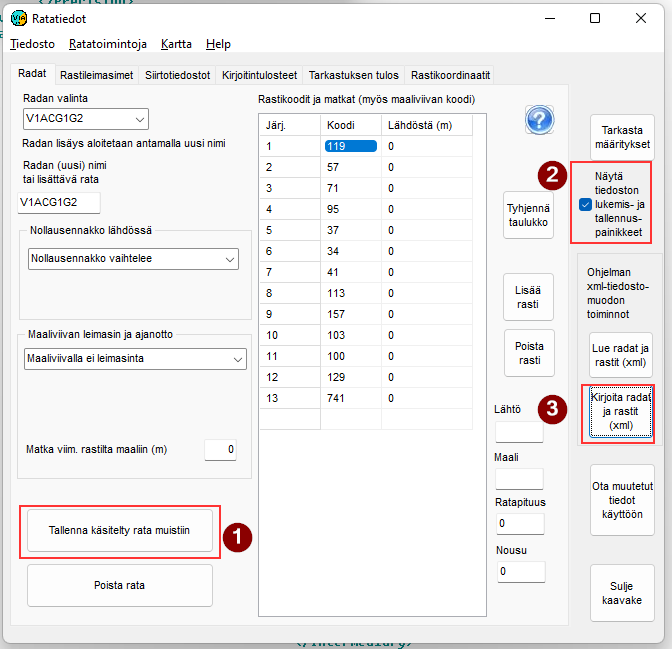 </Precision>
Ratatiedot
Tiedosto Ratatoimintoja Kartta Help
Radat Rastileimasimet Siirtotiedostot Kirjoitintulosteet Tarkastuksen tulos Rastikoordinaatit
Radan valinta
V1ACG1G2
Radan lisäys aloitetaan antamalla uusi nimi
Radan (uusi) nimi
tai lisättävä rata
V1ACG1G2
Nollausennakko lähdössä
Nollausennakko vaihtelee
Maaliviivan leimasin ja ajanotto
Maaliviivalla ei leimasinta
Matka viim. rastilta maaliin (m) 0
Tallenna käsitelty rata muistiin
1
Poista rata
Rastikoodit ja matkat (myös maaliviivan koodi)
Järj. Koodi Lähdöstä (m)
1 119 0
2 57 0
3 71 0
4 95 0
5 37 0
6 34 0
7 41 0
8 113 0
9 157 0
10 103 0
11 100 0
12 129 0
13 741 0
?
Tyhjennä
taulukko
Lisää
rasti
Poista
rasti
Lähtö
Maali
Ratapituus
0
Nousu
0
Tarkasta
määritykset
2
Näytä
tiedoston
lukemis- ja
tallennus-
painikkeet
Ohjelman
xml-tiedosto-
muodon
toiminnot
Lue radat ja
rastit (xml)
3
Kirjoita radat
ja rastit
(xml)
Ota muutetut
tiedot
käyttöön
Sulje
kaavake
</Intermediary>